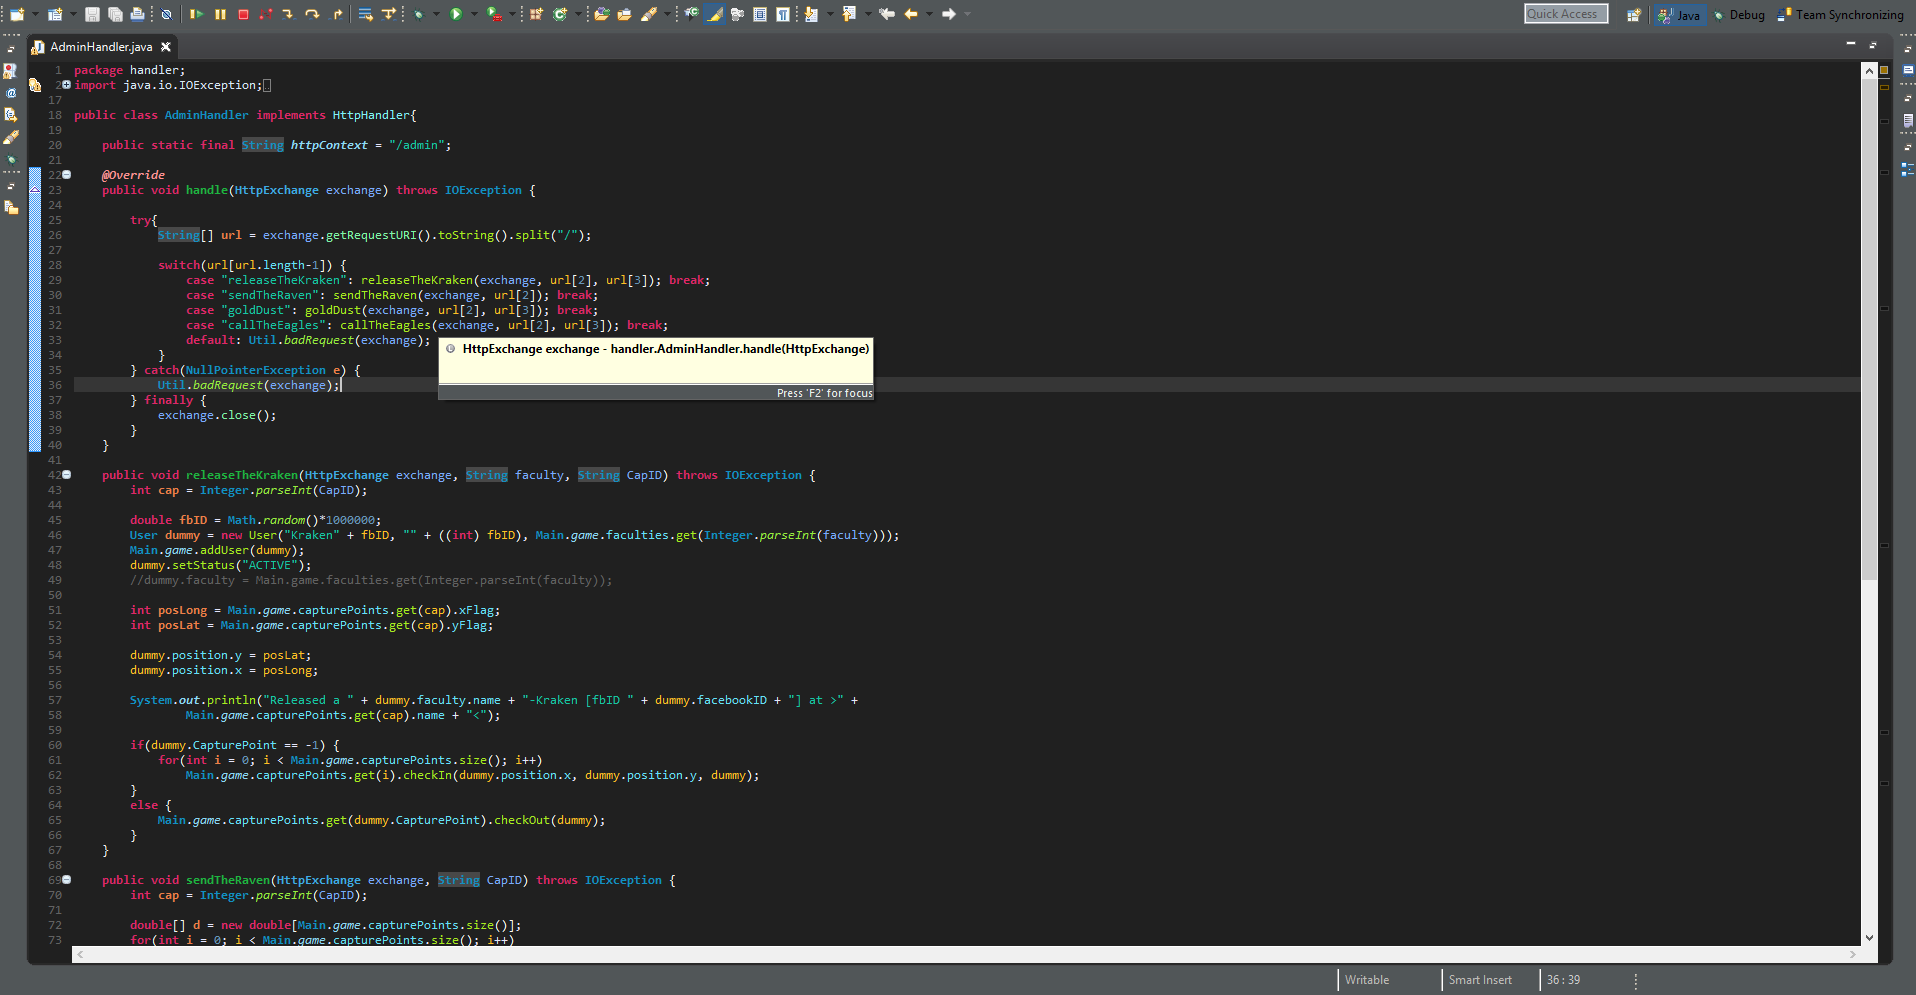 Quick Access
Java
Debug
Team Synchronizing
AdminHandler.java
1 package handler;
2 import java.io.IOException;
17
18 public class AdminHandler implements HttpHandler{
19
20 public static final String httpContext = "/admin";
21
22 @Override
23 public void handle(HttpExchange exchange) throws IOException {
24
25 try{
26 String[] url = exchange.getRequestURI().toString().split("/");
27
28 switch(url[url.length-1]) {
29 case "releaseTheKraken": releaseTheKraken(exchange, url[2], url[3]); break;
30 case "sendTheRaven": sendTheRaven(exchange, url[2]); break;
31 case "goldDust": goldDust(exchange, url[2], url[3]); break;
32 case "callTheEagles": callTheEagles(exchange, url[2], url[3]); break;
33 default: Util.badRequest(exchange);
34 }
35 } catch(NullPointerException e) {
36 Util.badRequest(exchange);
37 } finally {
38 exchange.close();
39 }
40 }
HttpExchange exchange - handler.AdminHandler.handle(HttpExchange)
Press 'F2' for focus
41
42 public void releaseTheKraken(HttpExchange exchange, String faculty, String CapID) throws IOException {
43 int cap = Integer.parseInt(CapID);
44
45 double fbID = Math.random()*1000000;
46 User dummy = new User("Kraken" + fbID, "" + ((int) fbID), Main.game.faculties.get(Integer.parseInt(faculty)));
47 Main.game.addUser(dummy);
48 dummy.setStatus("ACTIVE");
49 //dummy.faculty = Main.game.faculties.get(Integer.parseInt(faculty));
50
51 int posLong = Main.game.capturePoints.get(cap).xFlag;
52 int posLat = Main.game.capturePoints.get(cap).yFlag;
53
54 dummy.position.y = posLat;
55 dummy.position.x = posLong;
56
57 System.out.println("Released a " + dummy.faculty.name + "-Kraken [fbID " + dummy.facebookID + "] at >" +
58 Main.game.capturePoints.get(cap).name + "<");
59
60 if(dummy.CapturePoint == -1) {
61 for(int i = 0; i < Main.game.capturePoints.size(); i++)
62 Main.game.capturePoints.get(i).checkIn(dummy.position.x, dummy.position.y, dummy);
63 }
64 else {
65 Main.game.capturePoints.get(dummy.CapturePoint).checkOut(dummy);
66 }
67 }
68
69 public void sendTheRaven(HttpExchange exchange, String CapID) throws IOException {
70 int cap = Integer.parseInt(CapID);
71
72 double[] d = new double[Main.game.capturePoints.size()];
73 for(int i = 0; i < Main.game.capturePoints.size(); i++)
Writable
Smart Insert
36 : 39